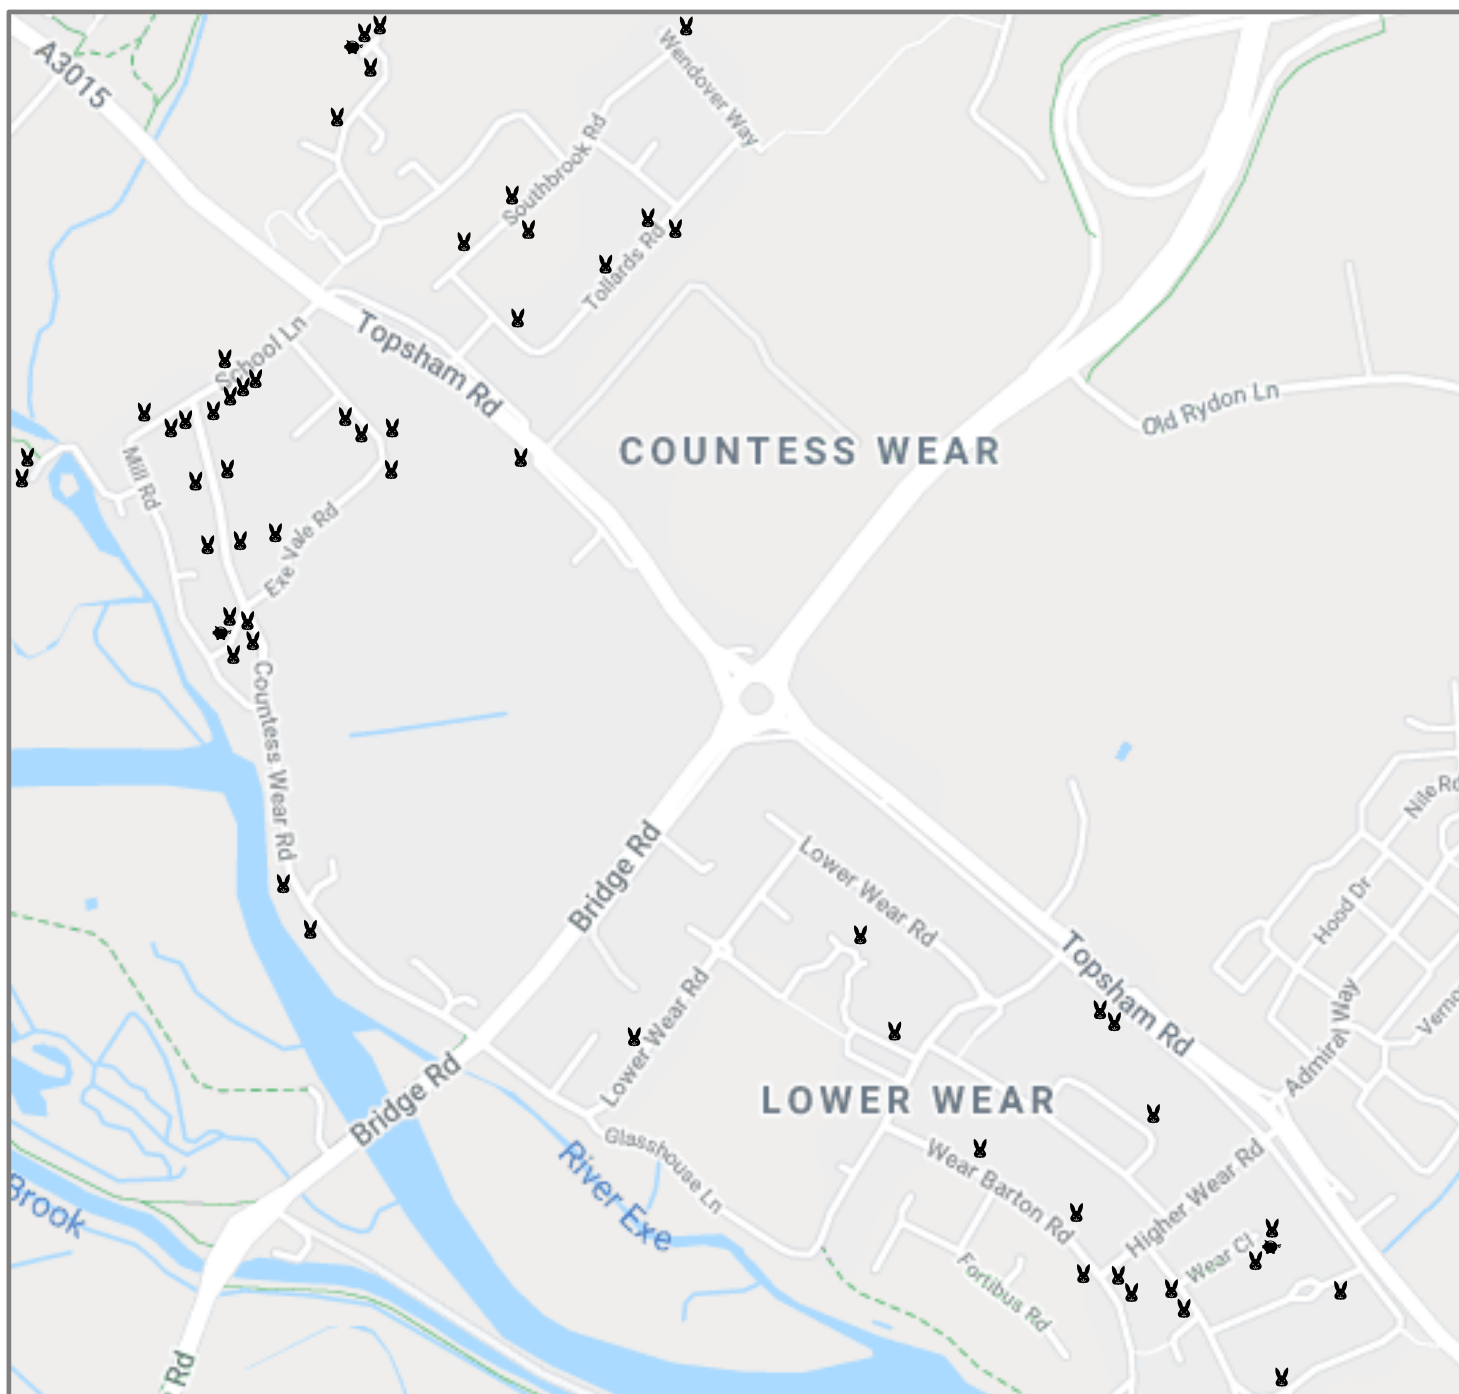 A3015
Wendover Way
Southbrook Rd
Tollards Rd
School Ln
Topsham Rd
Old Rydon Ln
COUNTESS WEAR
Mill Rd
Exe Vale Rd
Countess Wear Rd
Nile Rd
Bridge Rd
Lower Wear Rd
Hood Dr
Topsham Rd
Admiral Way
Lower Wear Rd
Bridge Rd
LOWER WEAR
Glasshouse Ln
River Exe
Wear Barton Rd
Higher Wear Rd
Brook
Wear Cl
Fortibus Rd
Rd